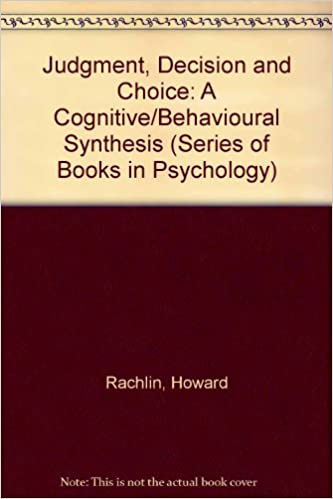 Judgment, Decision and
Choice: A
Cognitive/Behavioural
Synthesis (Series of
Books in Psychology)
Rachlin, Howard
Note: This is not the actual book cover